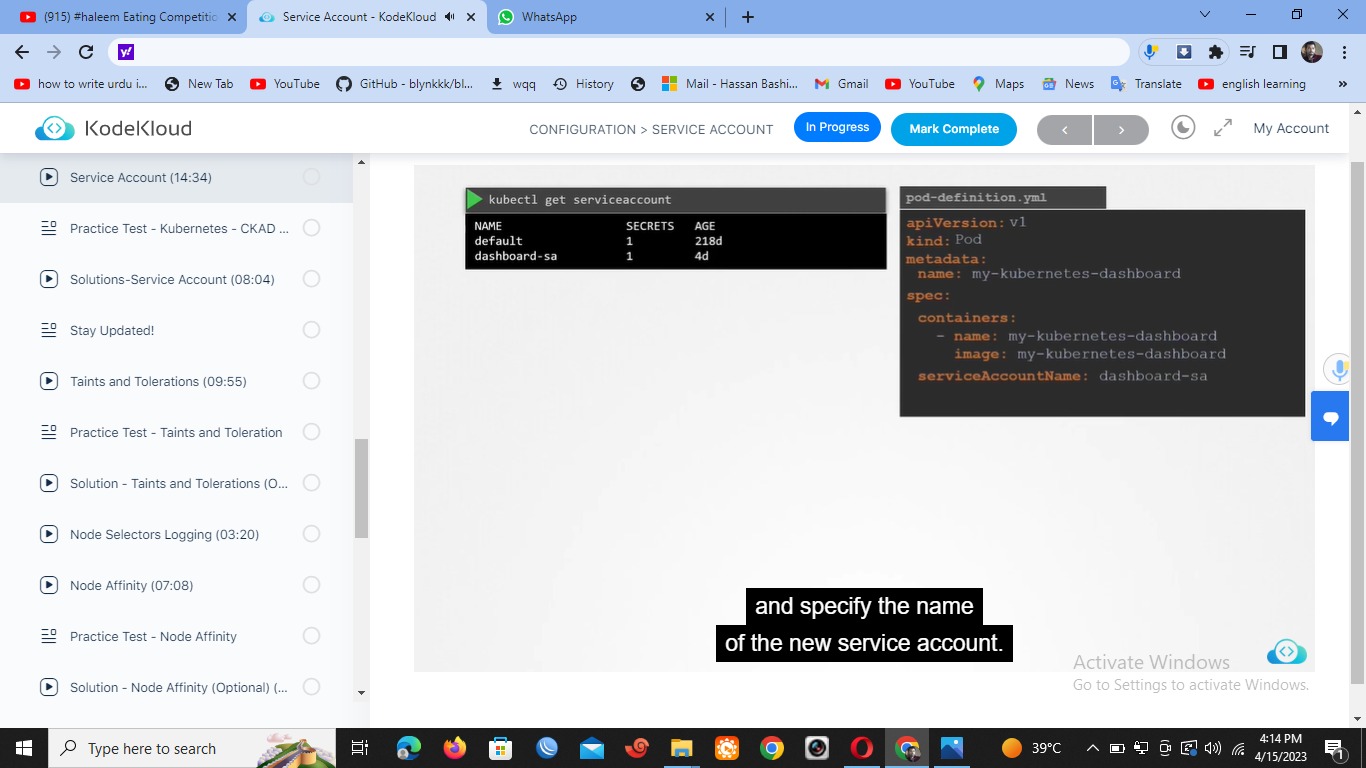 (915) #haleem Eating Competitio
Service Account - KodeKloud
WhatsApp
how to write urdu i...
New Tab
YouTube
GitHub - blynkkk/bl...
wqq
History
Mail - Hassan Bashi...
Gmail
YouTube
Maps
News
Translate
english learning
»
KodeKloud
CONFIGURATION > SERVICE ACCOUNT
In Progress
Mark Complete
My Account
Service Account (14:34)
Practice Test - Kubernetes - CKAD ...
Solutions-Service Account (08:04)
Stay Updated!
Taints and Tolerations (09:55)
Practice Test - Taints and Toleration
Solution - Taints and Tolerations (O...
Node Selectors Logging (03:20)
Node Affinity (07:08)
Practice Test - Node Affinity
Solution - Node Affinity (Optional) (...
kubectl get serviceaccount
NAME SECRETS AGE
default 1 218d
dashboard-sa 1 4d
pod-definition.yml
apiVersion: v1
kind: Pod
metadata:
name: my-kubernetes-dashboard
spec:
containers:
- name: my-kubernetes-dashboard
image: my-kubernetes-dashboard
serviceAccountName: dashboard-sa
and specify the name
of the new service account.
Activate Windows
Go to Settings to activate Windows.
Type here to search
39°C
4:14 PM
4/15/2023
1